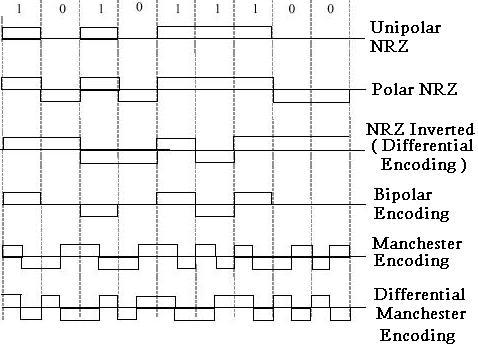 1 0 1 0 1 1 1 0 0
Unipolar
NRZ
Polar NRZ
NRZ Inverted
( Differential
Encoding )
Bipolar
Encoding
Manchester
Encoding
Differential
Manchester
Encoding